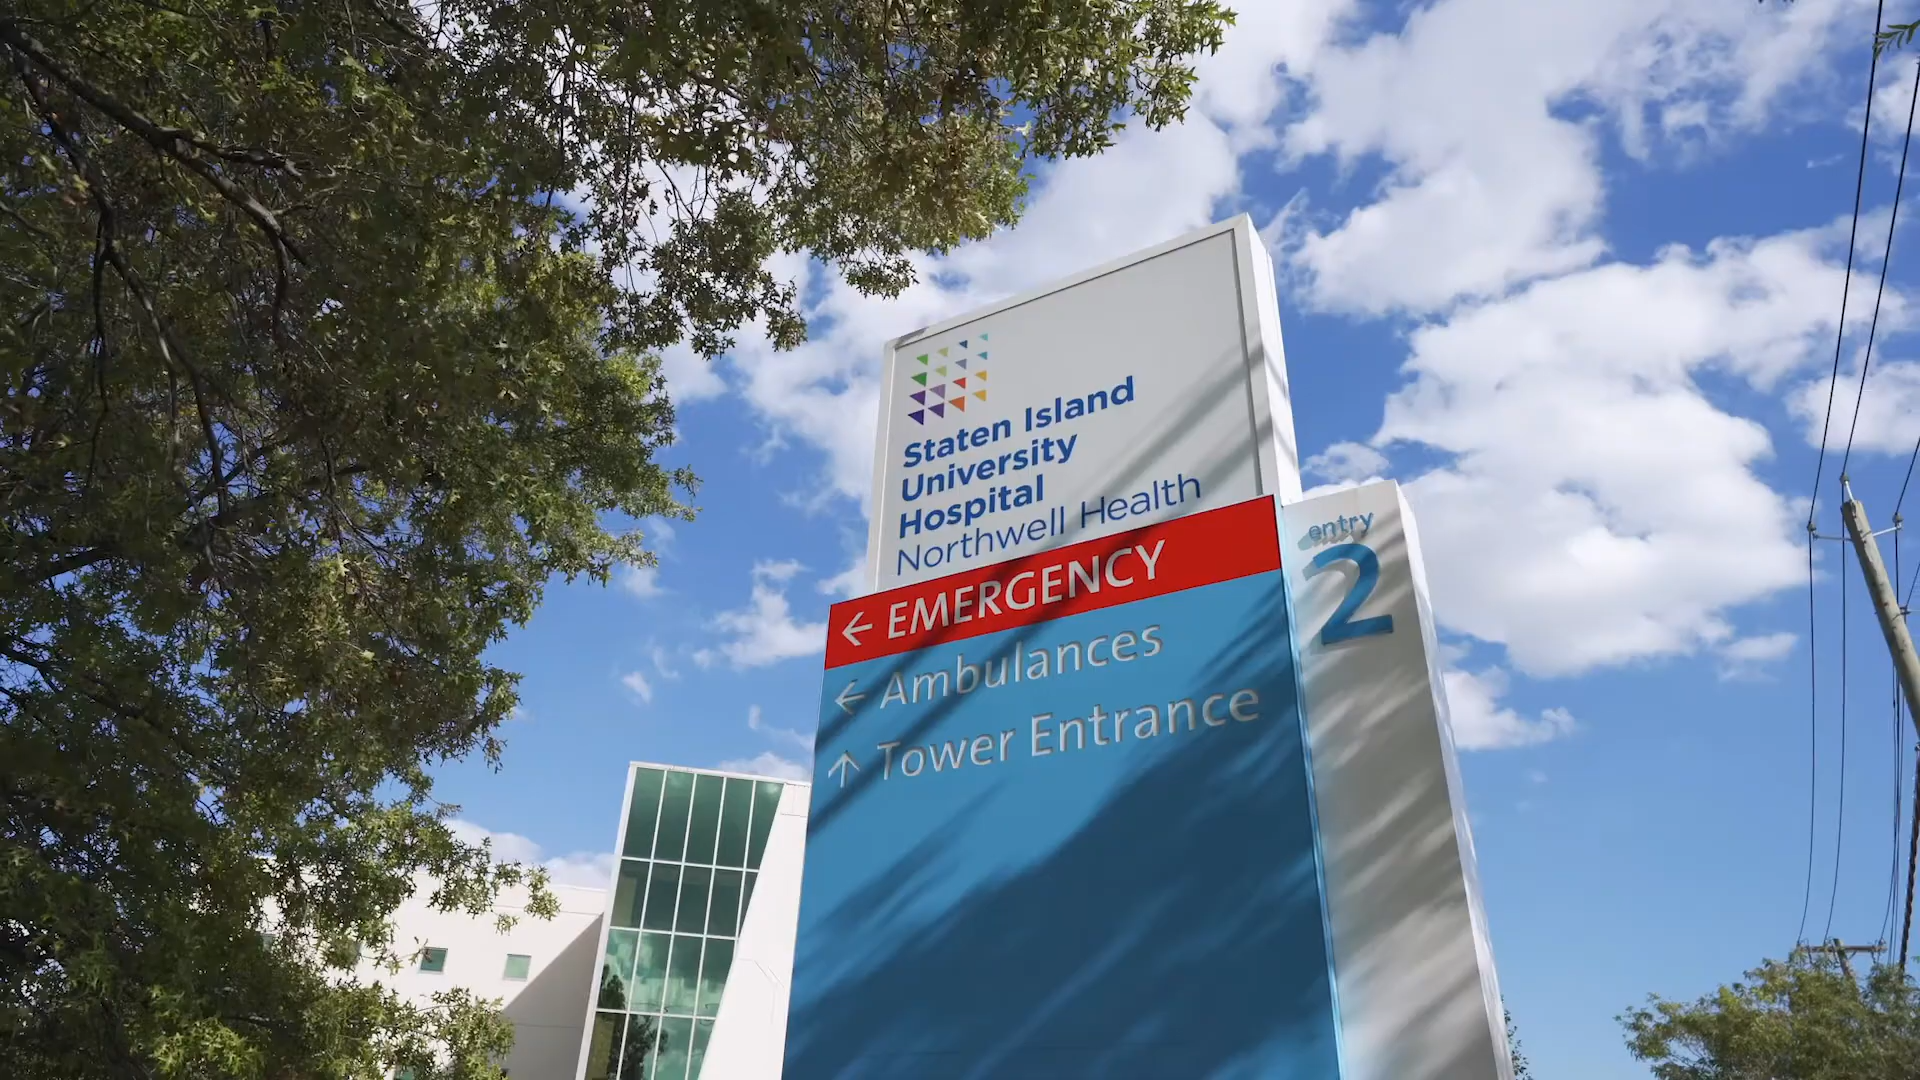 Staten Island
University
Hospital
Northwell Health
← EMERGENCY
← Ambulances
↑ Tower Entrance
entry
2